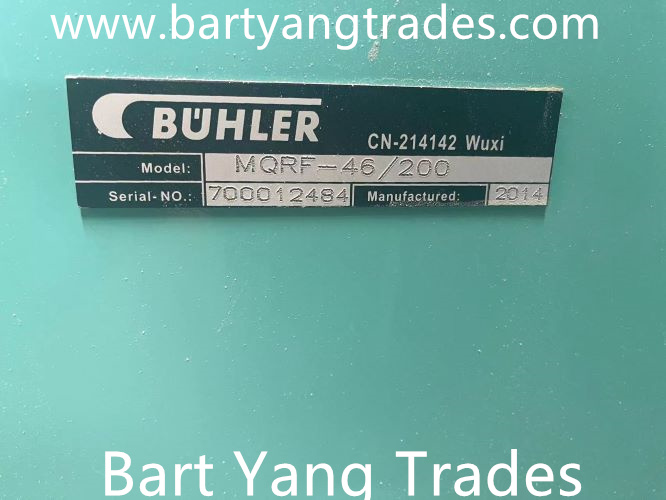 www.bartyangtrades.com
BÜHLER
CN-214142 Wuxi
Model: MQRF-46/200
Serial-NO.: 700012484 Manufactured: 2014
Bart Yang Trades